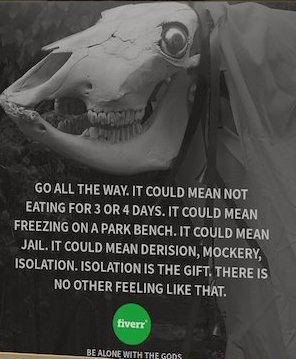 GO ALL THE WAY. IT COULD MEAN NOT
EATING FOR 3 OR 4 DAYS. IT COULD MEAN
FREEZING ON A PARK BENCH. IT COULD MEAN
JAIL. IT COULD MEAN DERISION, MOCKERY,
ISOLATION. ISOLATION IS THE GIFT. THERE IS
NO OTHER FEELING LIKE THAT.
fiverr
BE ALONE WITH THE GODS